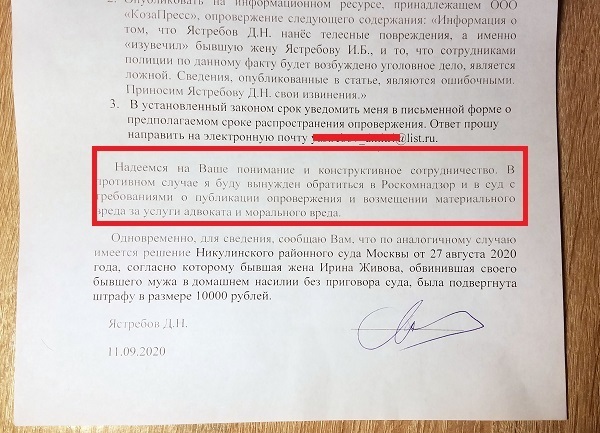 2. Опубликовать на информационном ресурсе, принадлежащем ООО
«КозаПресс», опровержение следующего содержания: «Информация о
том, что Ястребов Д.Н. нанёс телесные повреждения, а именно
«изувечил» бывшую жену Ястребову И.Б., и то, что сотрудниками
полиции по данному факту будет возбуждено уголовное дело, является
ложной. Сведения, опубликованные в статье, являются ошибочными.
Приносим Ястребову Д.Н. свои извинения.»
3. В установленный законом срок уведомить меня в письменной форме о
предполагаемом сроке распространения опровержения. Ответ прошу
направить на электронную почту @list.ru.
Надеемся на Ваше понимание и конструктивное сотрудничество. В
противном случае я буду вынужден обратиться в Роскомнадзор и в суд с
требованиями о публикации опровержения и возмещении материального
вреда за услуги адвоката и морального вреда.
Одновременно, для сведения, сообщаю Вам, что по аналогичному случаю
имеется решение Никулинского районного суда Москвы от 27 августа 2020
года, согласно которому бывшая жена Ирина Живова, обвинившая своего
бывшего мужа в домашнем насилии без приговора суда, была подвергнута
штрафу в размере 10000 рублей.
Ястребов Д.Н.
11.09.2020